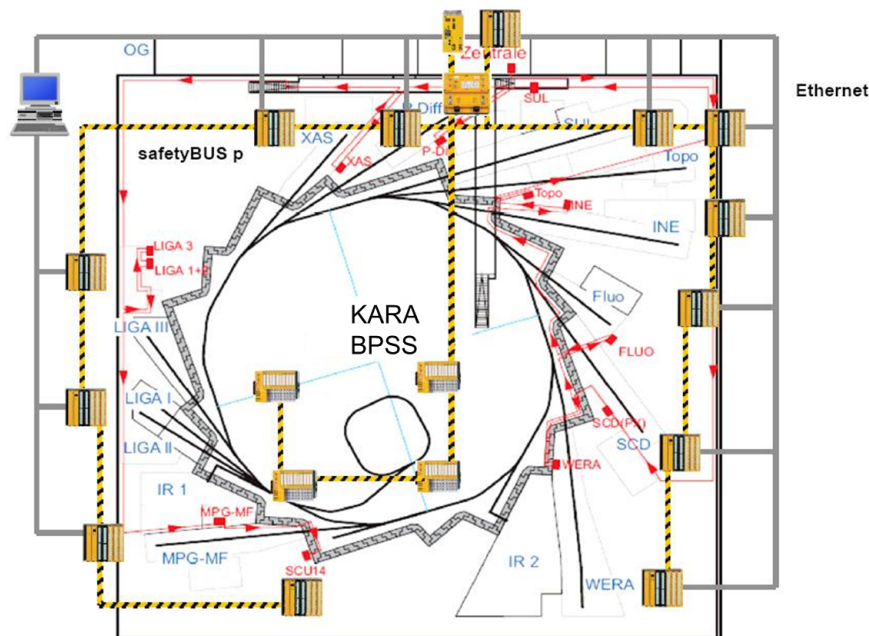 OG
Zentrale
Ethernet
SUL
P-Diff
SUL
XAS
safetyBUS p
XAS
P-Di
Topo
Topo
INE
INE
LIGA 3
LIGA 1+2
Fluo
KARA
BPSS
LIGA III
FLUO
LIGA I
SCD(PX)
SCD
LIGA II
WERA
IR 1
MPG-MF
MPG-MF
IR 2
SCU14
WERA